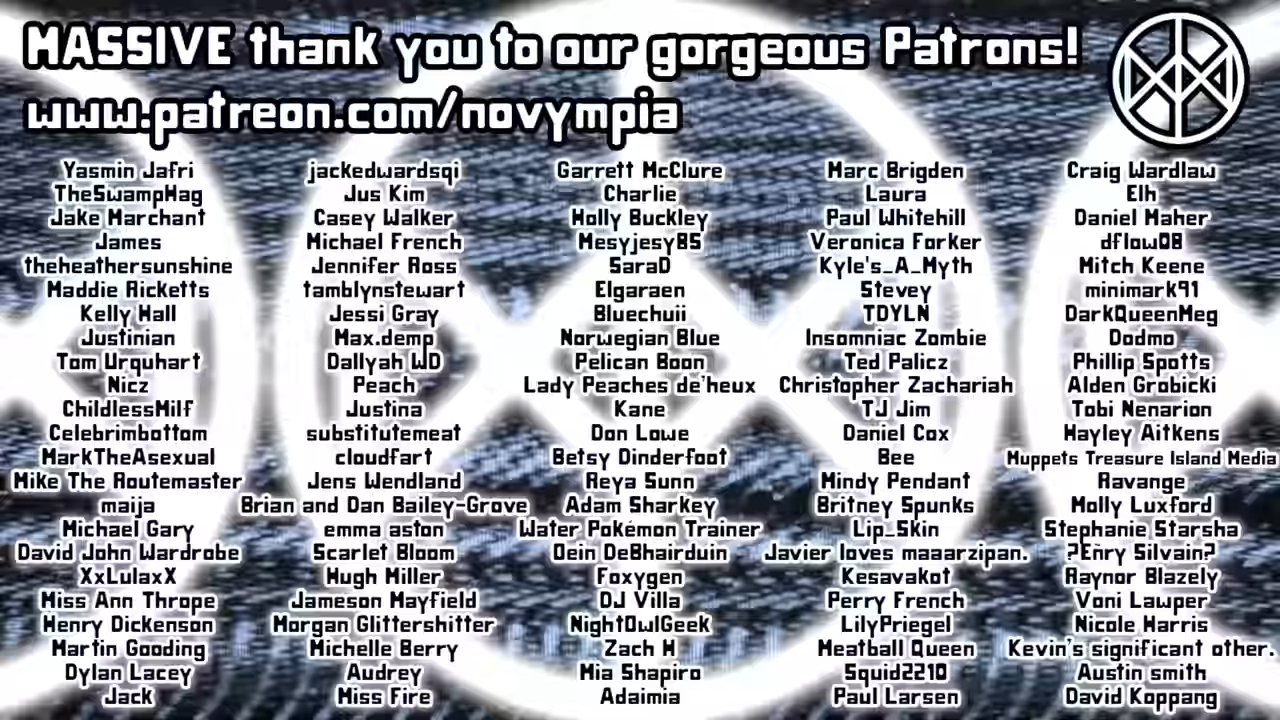 MASSIVE thank you to our gorgeous Patrons!
www.patreon.com/novympia
Yasmin Jafri
TheSwampHag
Jake Marchant
James
theheathersunshine
Maddie Ricketts
Kelly Hall
Justinian
Tom Urquhart
Nicz
ChildlessMilf
Celebrimbottom
MarkTheAsexual
Mike The Routemaster
maija
Michael Gary
David John Wardrobe
XxLulaxX
Miss Ann Thrope
Henry Dickenson
Martin Gooding
Dylan Lacey
Jack
jackedwardsqi
Jus Kim
Casey Walker
Michael French
Jennifer Ross
tamblynstewart
Jessi Gray
Max.demp
Dallyah WD
Peach
Justina
substitutemeat
cloudfart
Jens Wendland
Brian and Dan Bailey-Grove
emma aston
Scarlet Bloom
Hugh Miller
Jameson Mayfield
Morgan Glittershitter
Michelle Berry
Audrey
Miss Fire
Garrett McClure
Charlie
Holly Buckley
Mesyjesy85
SaraD
Elgaraen
Bluechuii
Norwegian Blue
Pelican Boon
Lady Peaches de'heux
Kane
Don Lowe
Betsy Dinderfoot
Reya Sunn
Adam Sharkey
Water Pokémon Trainer
Oein DeBhairduin
Foxygen
DJ Villa
NightOwlGeek
Zach H
Mia Shapiro
Adaimia
Marc Brigden
Laura
Paul Whitehill
Veronica Forker
Kyle's_A_Myth
Stevey
TDYLN
Insomniac Zombie
Ted Palicz
Christopher Zachariah
TJ Jim
Daniel Cox
Bee
Mindy Pendant
Britney Spunks
Lip_Skin
Javier loves maaarzipan.
Kesavakot
Perry French
LilyPriegel
Meatball Queen
Squid2210
Paul Larsen
Craig Wardlaw
Elh
Daniel Maher
dflow08
Mitch Keene
minimark91
DarkQueenMeg
Dodmo
Phillip Spotts
Alden Grobicki
Tobi Nenarion
Hayley Aitkens
Muppets Treasure Island Media
Ravange
Molly Luxford
Stephanie Starsha
?Eñry Silvain?
Raynor Blazely
Voni Lawper
Nicole Harris
Kevin's significant other.
Austin smith
David Koppang